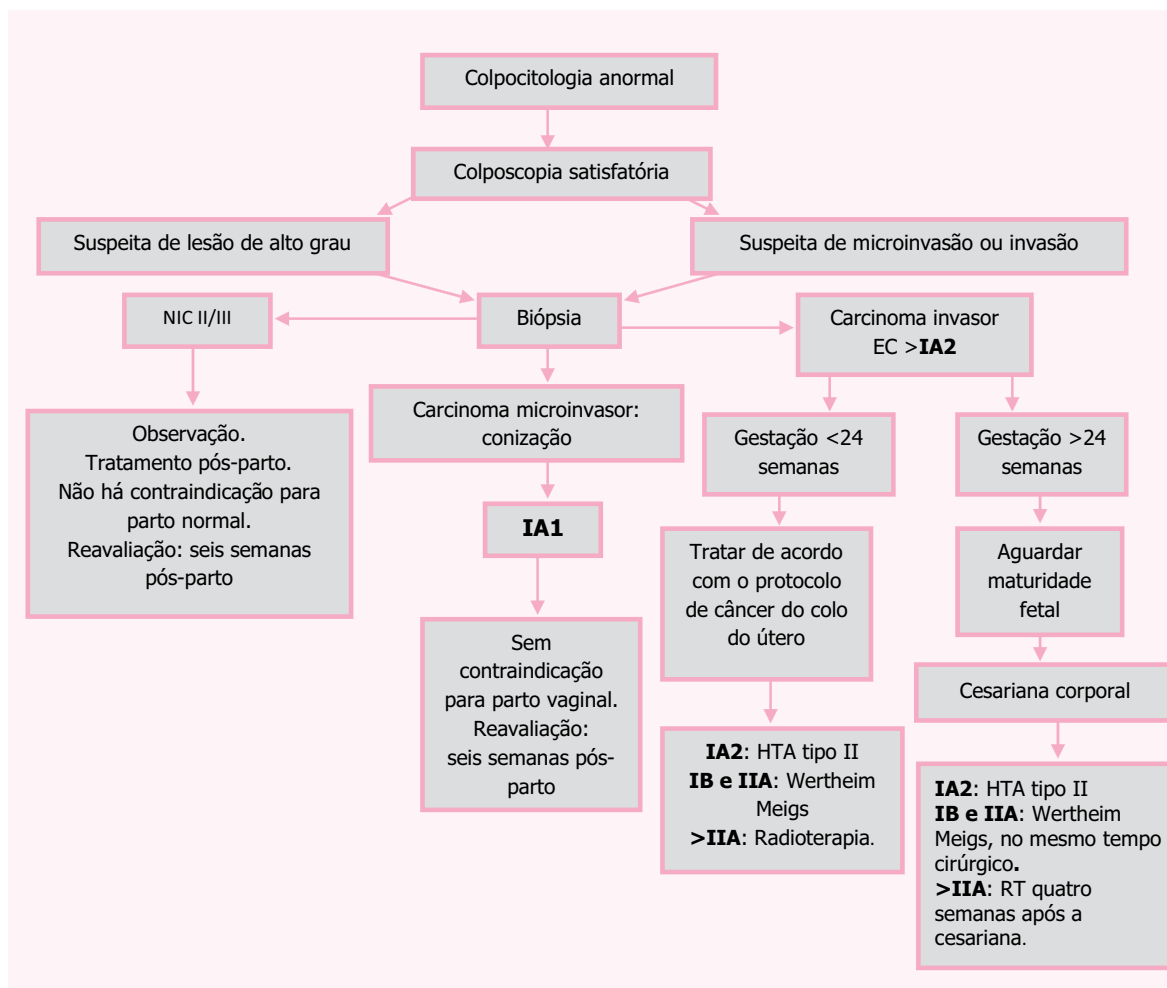 Colpocitologia anormal
Colposcopia satisfatória
Suspeita de lesão de alto grau
Suspeita de microinvasão ou invasão
NIC II/III
Biópsia
Carcinoma invasor
EC >IA2
Observação.
Tratamento pós-parto.
Não há contraindicação para
parto normal.
Reavaliação: seis semanas
pós-parto
Carcinoma microinvasor:
conização
IA1
Sem
contraindicação
para parto vaginal.
Reavaliação:
seis semanas pós-
parto
Gestação <24
semanas
Tratar de acordo
com o protocolo
de câncer do colo
do útero
IA2: HTA tipo II
IB e IIA: Wertheim
Meigs
>IIA: Radioterapia.
Gestação >24
semanas
Aguardar
maturidade
fetal
Cesariana corporal
IA2: HTA tipo II
IB e IIA: Wertheim
Meigs, no mesmo tempo
cirúrgico.
>IIA: RT quatro
semanas após a
cesariana.